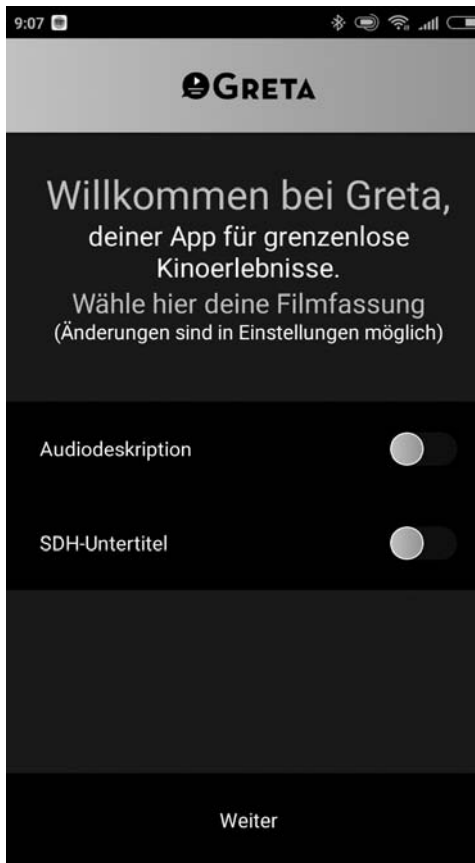 9:07
GRETA
Willkommen bei Greta,
deiner App für grenzenlose
Kinoerlebnisse.
Wähle hier deine Filmfassung
(Änderungen sind in Einstellungen möglich)
Audiodeskription
SDH-Untertitel
Weiter